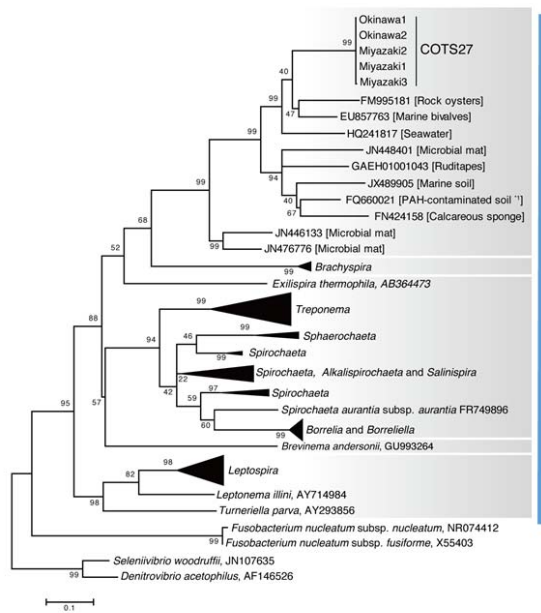 Okinawa1
Okinawa2
99
Miyazaki2
COTS27
Miyazaki1
40
Miyazaki3
99
FM995181 [Rock oysters]
47
EU857763 [Marine bivalves]
99
HQ241817 [Seawater]
JN448401 [Microbial mat]
GAEH01001043 [Ruditapes]
94
JX489905 [Marine soil]
99
40
FQ660021 [PAH-contaminated soil *1]
67
FN424158 [Calcareous sponge]
68
JN446133 [Microbial mat]
99
JN476776 [Microbial mat]
52
99
Brachyspira
Exilispira thermophila, AB364473
99
Treponema
88
94
46
99
Sphaerochaeta
99
Spirochaeta
22
Spirochaeta, Alkalispirochaeta and Salinispira
42
97
Spirochaeta
59
57
Spirochaeta aurantia subsp. aurantia FR749896
60
95
99
Borrelia and Borreliella
Brevinema andersonii, GU993264
98
Leptospira
82
Leptonema illini, AY714984
98
Turneriella parva, AY293856
Fusobacterium nucleatum subsp. nucleatum, NR074412
99
Fusobacterium nucleatum subsp. fusiforme, X55403
Seleniivibrio woodruffii, JN107635
99
Denitrovibrio acetophilus, AF146526
0.1